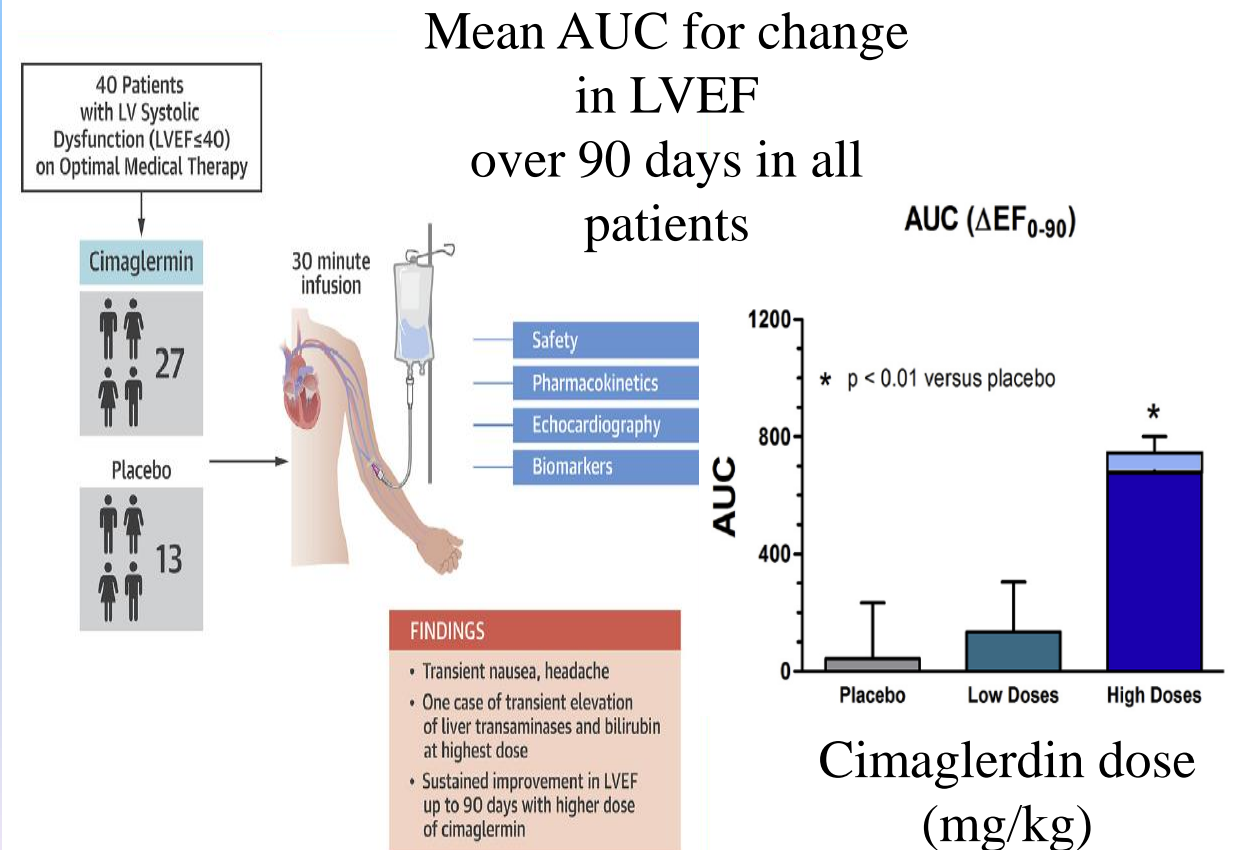 Mean AUC for change
in LVEF
over 90 days in all
patients
40 Patients
with LV Systolic
Dysfunction (LVEF≤40)
on Optimal Medical Therapy
Cimaglermin
27
Placebo
13
30 minute
infusion
Safety
Pharmacokinetics
Echocardiography
Biomarkers
FINDINGS
• Transient nausea, headache
• One case of transient elevation
of liver transaminases and bilirubin
at highest dose
• Sustained improvement in LVEF
up to 90 days with higher dose
of cimaglermin
AUC (ΔEF0-90)
1200
* p < 0.01 versus placebo
*
800
AUC
400
0
Placebo Low Doses High Doses
Cimaglerdin dose
(mg/kg)